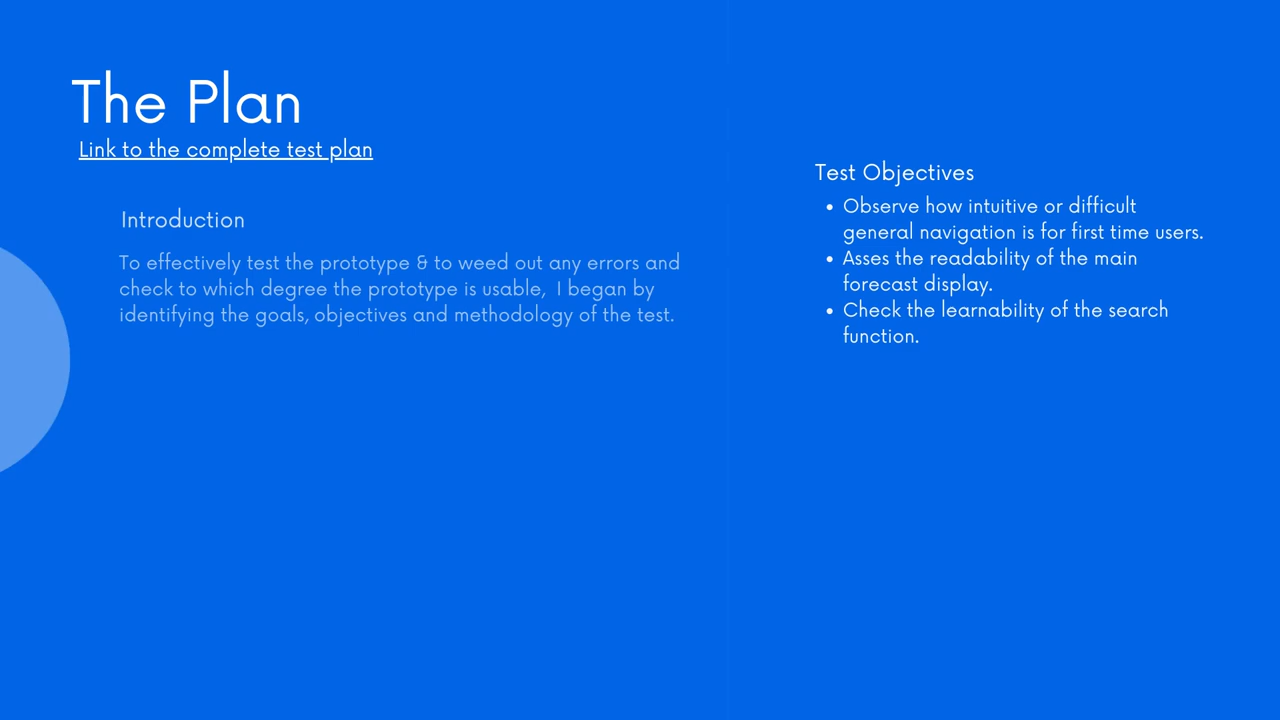 The Plan
Link to the complete test plan
Introduction
To effectively test the prototype & to weed out any errors and
check to which degree the prototype is usable,  I began by
identifying the goals, objectives and methodology of the test.
Test Objectives
• Observe how intuitive or difficult
general navigation is for first time users.
• Asses the readability of the main
forecast display.
• Check the learnability of the search
function.